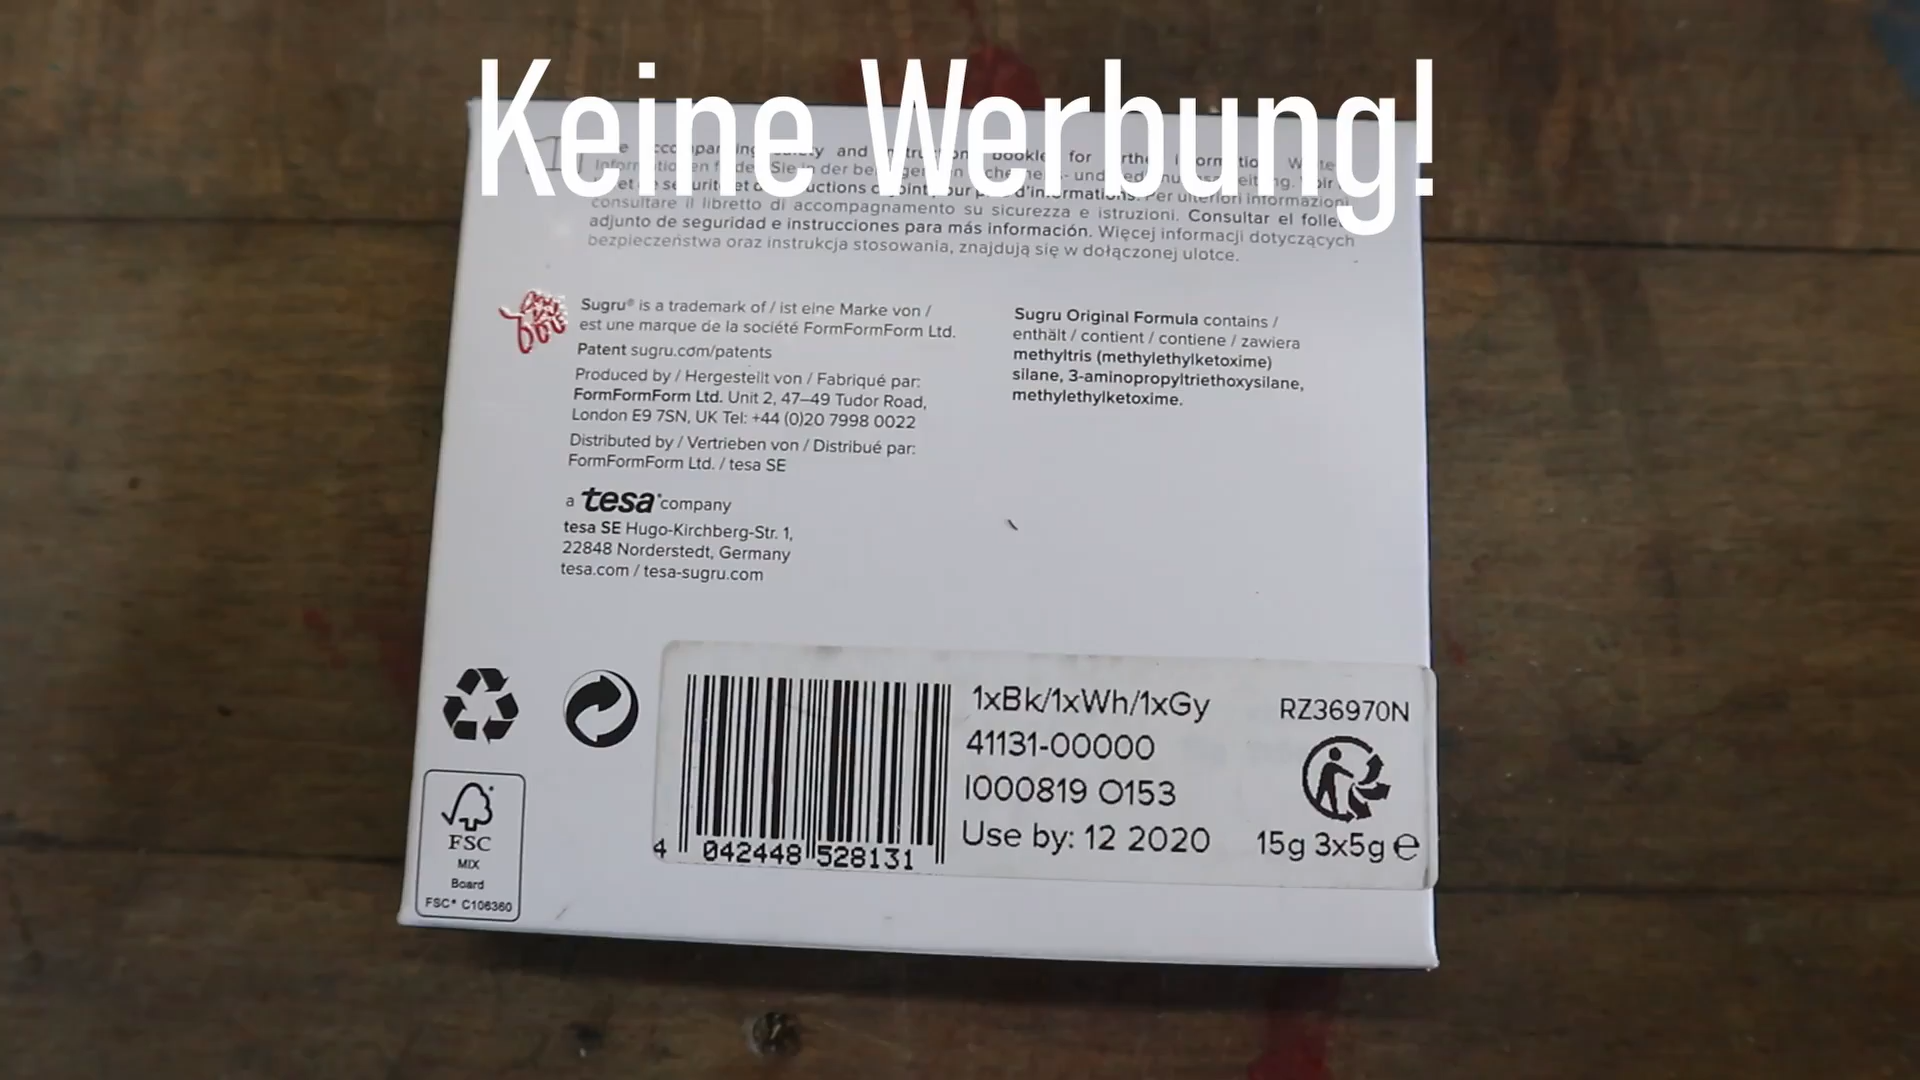 Keine Werbung!
consultare il libretto di accompagnamento su sicurezza e istruzioni. Consultar el
adjunto de seguridad e instrucciones para más información. Więcej informacji dotyczących
bezpieczeństwa oraz instrukcja stosowania, znajdują się w dołączonej ulotce.
Sugru® is a trademark of / ist eine Marke von /
est une marque de la société FormFormForm Ltd.
Patent sugru.com/patents
Produced by / Hergestellt von / Fabriqué par:
FormFormForm Ltd. Unit 2, 47–49 Tudor Road,
London E9 7SN, UK Tel: +44 (0)20 7998 0022
Distributed by / Vertrieben von / Distribué par:
FormFormForm Ltd. / tesa SE
a tesa® company
tesa SE Hugo-Kirchberg-Str. 1,
22848 Norderstedt, Germany
tesa.com / tesa-sugru.com
Sugru Original Formula contains /
enthält / contient / contiene / zawiera
methyltris (methylethylketoxime)
silane, 3-aminopropyltriethoxysilane,
methylethylketoxime.
FSC
MIX
Board
FSC® C106360
4 042448 528131
1xBk/1xWh/1xGy
41131-00000
I000819 O153
Use by: 12 2020
RZ36970N
15g 3x5g ℮